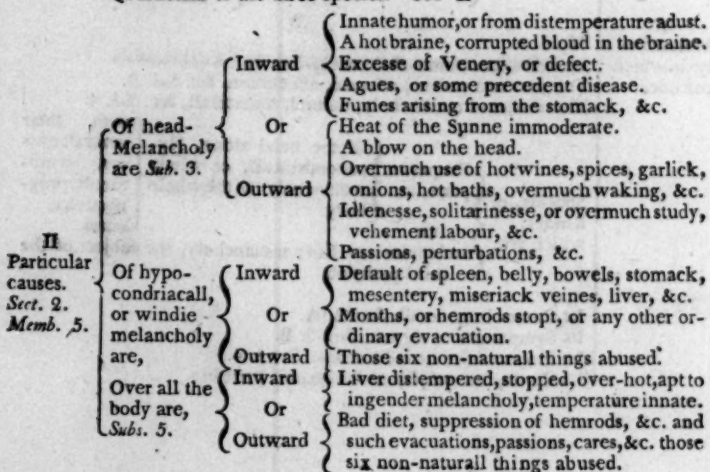 II
Particular
causes.
Sect. 2.
Memb. 5.
Of head-
Melancholy
are Sub. 3.
Inward
Innate humor, or from distemperature adust.
A hot braine, corrupted bloud in the braine.
Excesse of Venery, or defect.
Agues, or some precedent disease.
Fumes arising from the stomack, &c.
Or
Outward
Heat of the Sunne immoderate.
A blow on the head.
Overmuch use of hot wines, spices, garlick,
onions, hot baths, overmuch waking, &c.
Idlenesse, solitarinesse, or overmuch study,
vehement labour, &c.
Passions, perturbations, &c.
Of hypo-
condriacall,
or windie
melancholy
are,
Inward
Default of spleen, belly, bowels, stomack,
mesentery, miseriack veines, liver, &c.
Months, or hemrods stopt, or any other or-
dinary evacuation.
Or
Outward
Those six non-naturall things abused.
Over all the
body are,
Subs. 5.
Inward
Liver distempered, stopped, over-hot, apt to
ingender melancholy, temperature innate.
Or
Outward
Bad diet, suppression of hemrods, &c. and
such evacuations, passions, cares, &c. those
six non-naturall things abused.